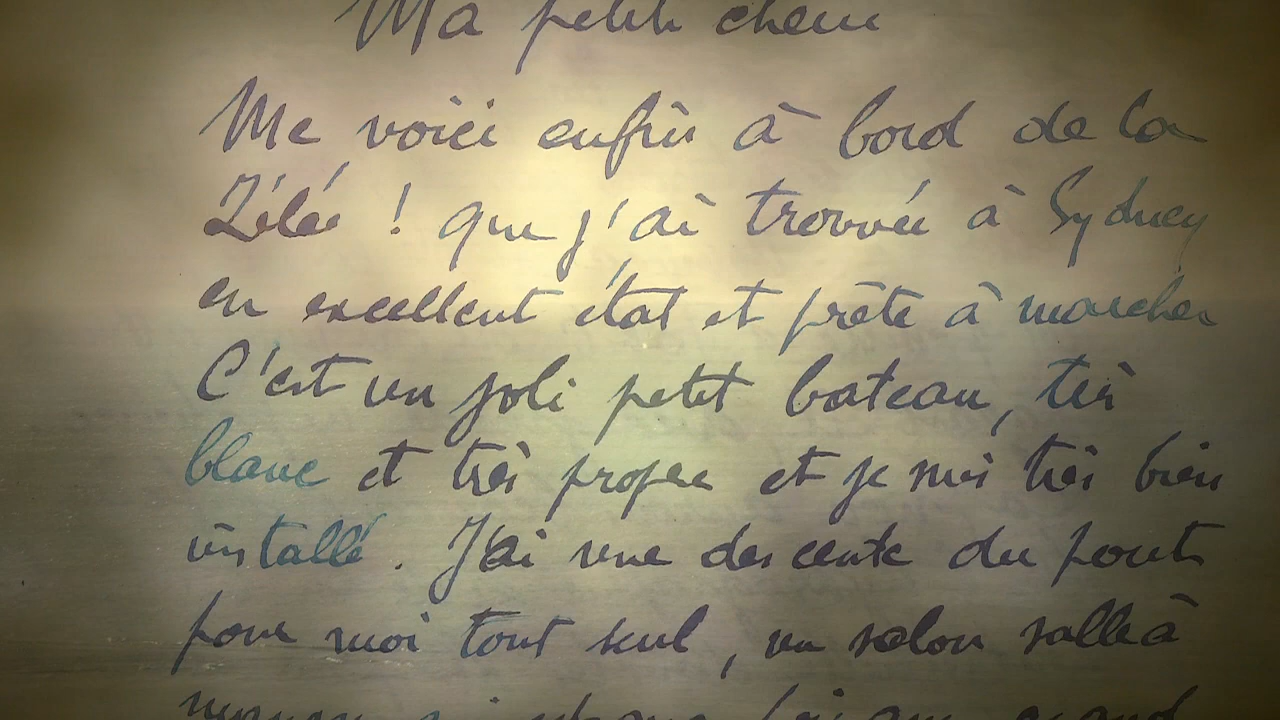 Ma petite chérie
Me voici enfin à bord de la
Zélée ! que j'ai trouvée à Sydney
en excellent état et prête à marcher
C'est un joli petit bateau, très
blanc et très propre et je suis très bien
installé. J'ai une descente du pont
pour moi tout seul, un salon salle à